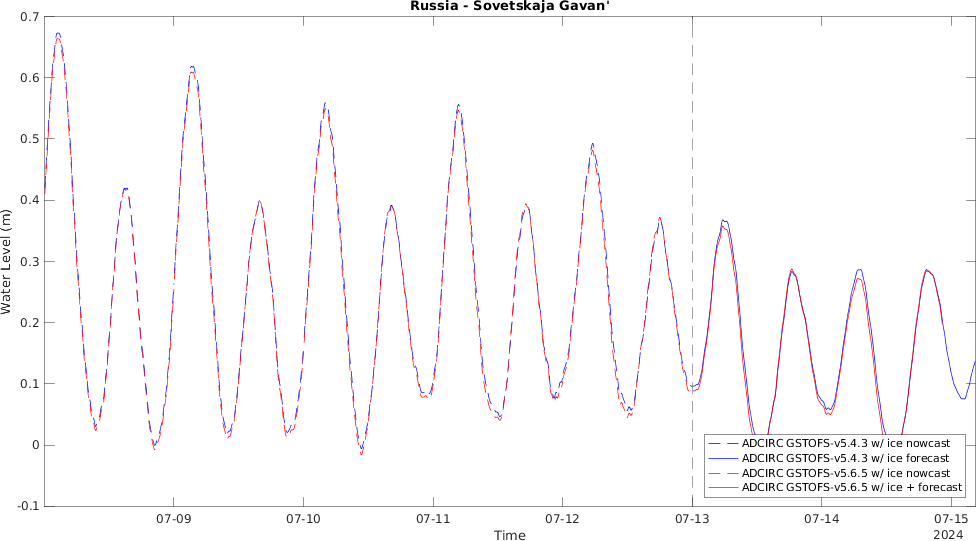 Russia - Sovetskaja Gavan'
Water Level (m)
0.7
0.6
0.5
0.4
0.3
0.2
0.1
0
-0.1
07-09
07-10
07-11
07-12
07-13
07-14
07-15
Time
2024
ADCIRC GSTOFS-v5.4.3 w/ ice nowcast
ADCIRC GSTOFS-v5.4.3 w/ ice forecast
ADCIRC GSTOFS-v5.6.5 w/ ice nowcast
ADCIRC GSTOFS-v5.6.5 w/ ice + forecast